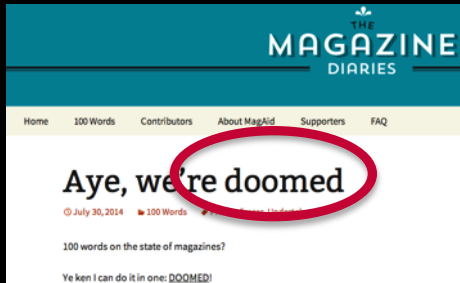 THE
MAGAZINE
DIARIES
Home 100 Words Contributors About MagAid Supporters FAQ
Aye, we're doomed
July 30, 2014 100 Words
100 words on the state of magazines?
Ye ken I can do it in one: DOOMED!